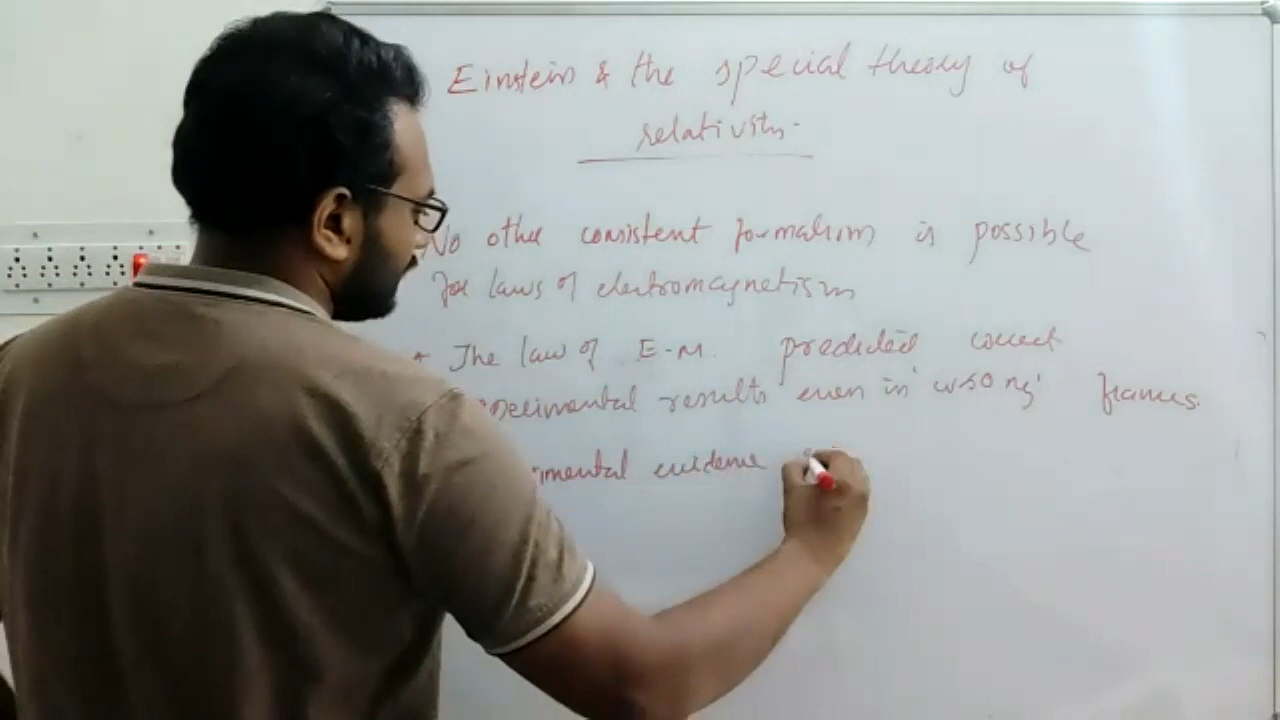 Einstein & the special theory of
relativity.
No other consistent formalism is possible
for laws of electromagnetism
* The law of E-M. predicted correct
perimental results even in 'wrong' frames.
imental evidence